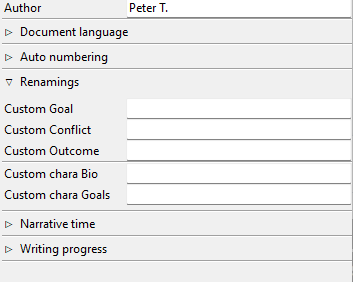 Author Peter T.
Document language
Auto numbering
Renamings
Custom Goal
Custom Conflict
Custom Outcome
Custom chara Bio
Custom chara Goals
Narrative time
Writing progress